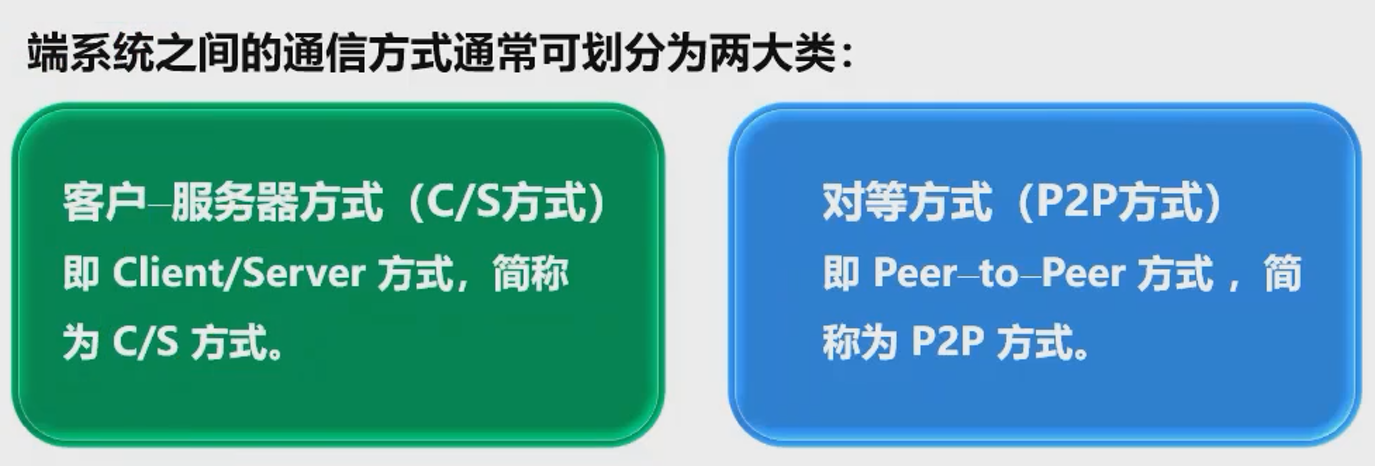 端系统之间的通信方式通常可划分为两大类：
客户–服务器方式（C/S方式）
即 Client/Server 方式，简称
为 C/S 方式。
对等方式（P2P方式）
即 Peer–to–Peer 方式 ，简
称为 P2P 方式。